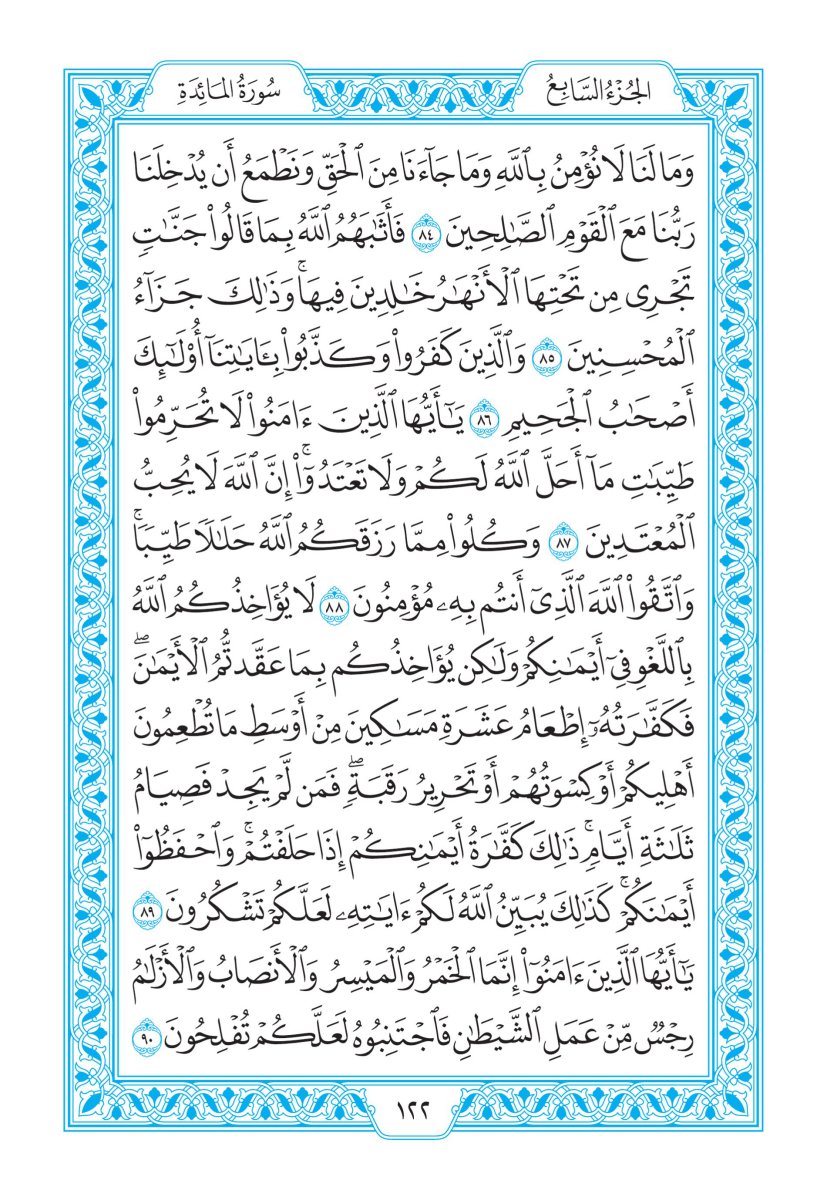 الجُزْءُ السَّابِعُ
سُورَةُ المَائِدَةِ
وَمَا لَنَا لَا نُؤْمِنُ بِٱللَّهِ وَمَا جَآءَنَا مِنَ ٱلْحَقِّ وَنَطْمَعُ أَن يُدْخِلَنَا
رَبُّنَا مَعَ ٱلْقَوْمِ ٱلصَّٰلِحِينَ ٨٤ فَأَثَٰبَهُمُ ٱللَّهُ بِمَا قَالُوا۟ جَنَّٰتٍ
تَجْرِى مِن تَحْتِهَا ٱلْأَنْهَٰرُ خَٰلِدِينَ فِيهَا ۚ وَذَٰلِكَ جَزَآءُ
ٱلْمُحْسِنِينَ ٨٥ وَٱلَّذِينَ كَفَرُوا۟ وَكَذَّبُوا۟ بِـَٔايَٰتِنَآ أُو۟لَٰٓئِكَ
أَصْحَٰبُ ٱلْجَحِيمِ ٨٦ يَٰٓأَيُّهَا ٱلَّذِينَ ءَامَنُوا۟ لَا تُحَرِّمُوا۟
طَيِّبَٰتِ مَآ أَحَلَّ ٱللَّهُ لَكُمْ وَلَا تَعْتَدُوٓا۟ ۚ إِنَّ ٱللَّهَ لَا يُحِبُّ
ٱلْمُعْتَدِينَ ٨٧ وَكُلُوا۟ مِمَّا رَزَقَكُمُ ٱللَّهُ حَلَٰلًا طَيِّبًا ۚ
وَٱتَّقُوا۟ ٱللَّهَ ٱلَّذِىٓ أَنتُم بِهِۦ مُؤْمِنُونَ ٨٨ لَا يُؤَاخِذُكُمُ ٱللَّهُ
بِٱللَّغْوِ فِىٓ أَيْمَٰنِكُمْ وَلَٰكِن يُؤَاخِذُكُم بِمَا عَقَّدتُّمُ ٱلْأَيْمَٰنَ ۖ
فَكَفَّٰرَتُهُۥٓ إِطْعَامُ عَشَرَةِ مَسَٰكِينَ مِنْ أَوْسَطِ مَا تُطْعِمُونَ
أَهْلِيكُمْ أَوْ كِسْوَتُهُمْ أَوْ تَحْرِيرُ رَقَبَةٍ ۖ فَمَن لَّمْ يَجِدْ فَصِيَامُ
ثَلَٰثَةِ أَيَّامٍ ۚ ذَٰلِكَ كَفَّٰرَةُ أَيْمَٰنِكُمْ إِذَا حَلَفْتُمْ ۚ وَٱحْفَظُوٓا۟
أَيْمَٰنَكُمْ ۚ كَذَٰلِكَ يُبَيِّنُ ٱللَّهُ لَكُمْ ءَايَٰتِهِۦ لَعَلَّكُمْ تَشْكُرُونَ ٨٩
يَٰٓأَيُّهَا ٱلَّذِينَ ءَامَنُوٓا۟ إِنَّمَا ٱلْخَمْرُ وَٱلْمَيْسِرُ وَٱلْأَنصَابُ وَٱلْأَزْلَٰمُ
رِجْسٌ مِّنْ عَمَلِ ٱلشَّيْطَٰنِ فَٱجْتَنِبُوهُ لَعَلَّكُمْ تُفْلِحُونَ ٩٠
١٢٢